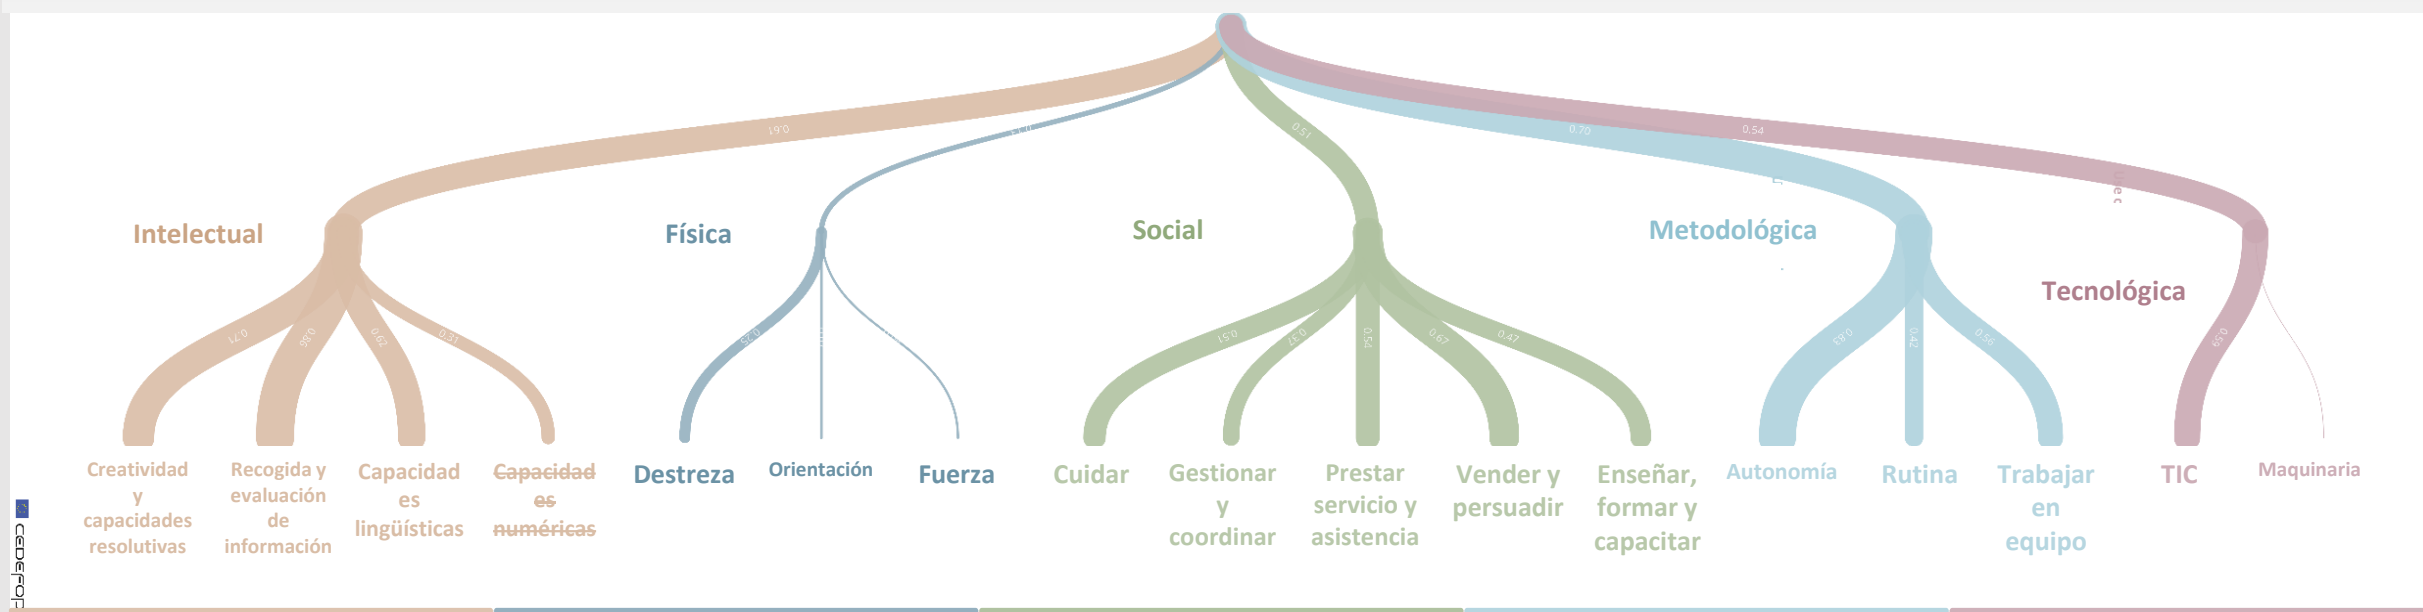 0.61
0.51
0.70
0.54
Intelectual
Física
Social
Metodológica
Tecnológica
0.71
0.86
0.62
0.31
0.25
0.51
0.37
0.54
0.67
0.47
0.83
0.42
0.56
0.59
Creatividad
y
capacidades
resolutivas
Recogida y
evaluación
de
información
Capacidad
es
lingüísticas
Capacidad
es
numéricas
Destreza
Orientación
Fuerza
Cuidar
Gestionar
y
coordinar
Prestar
servicio y
asistencia
Vender y
persuadir
Enseñar,
formar y
capacitar
Autonomía
Rutina
Trabajar
en
equipo
TIC
Maquinaria
CEDEFOP